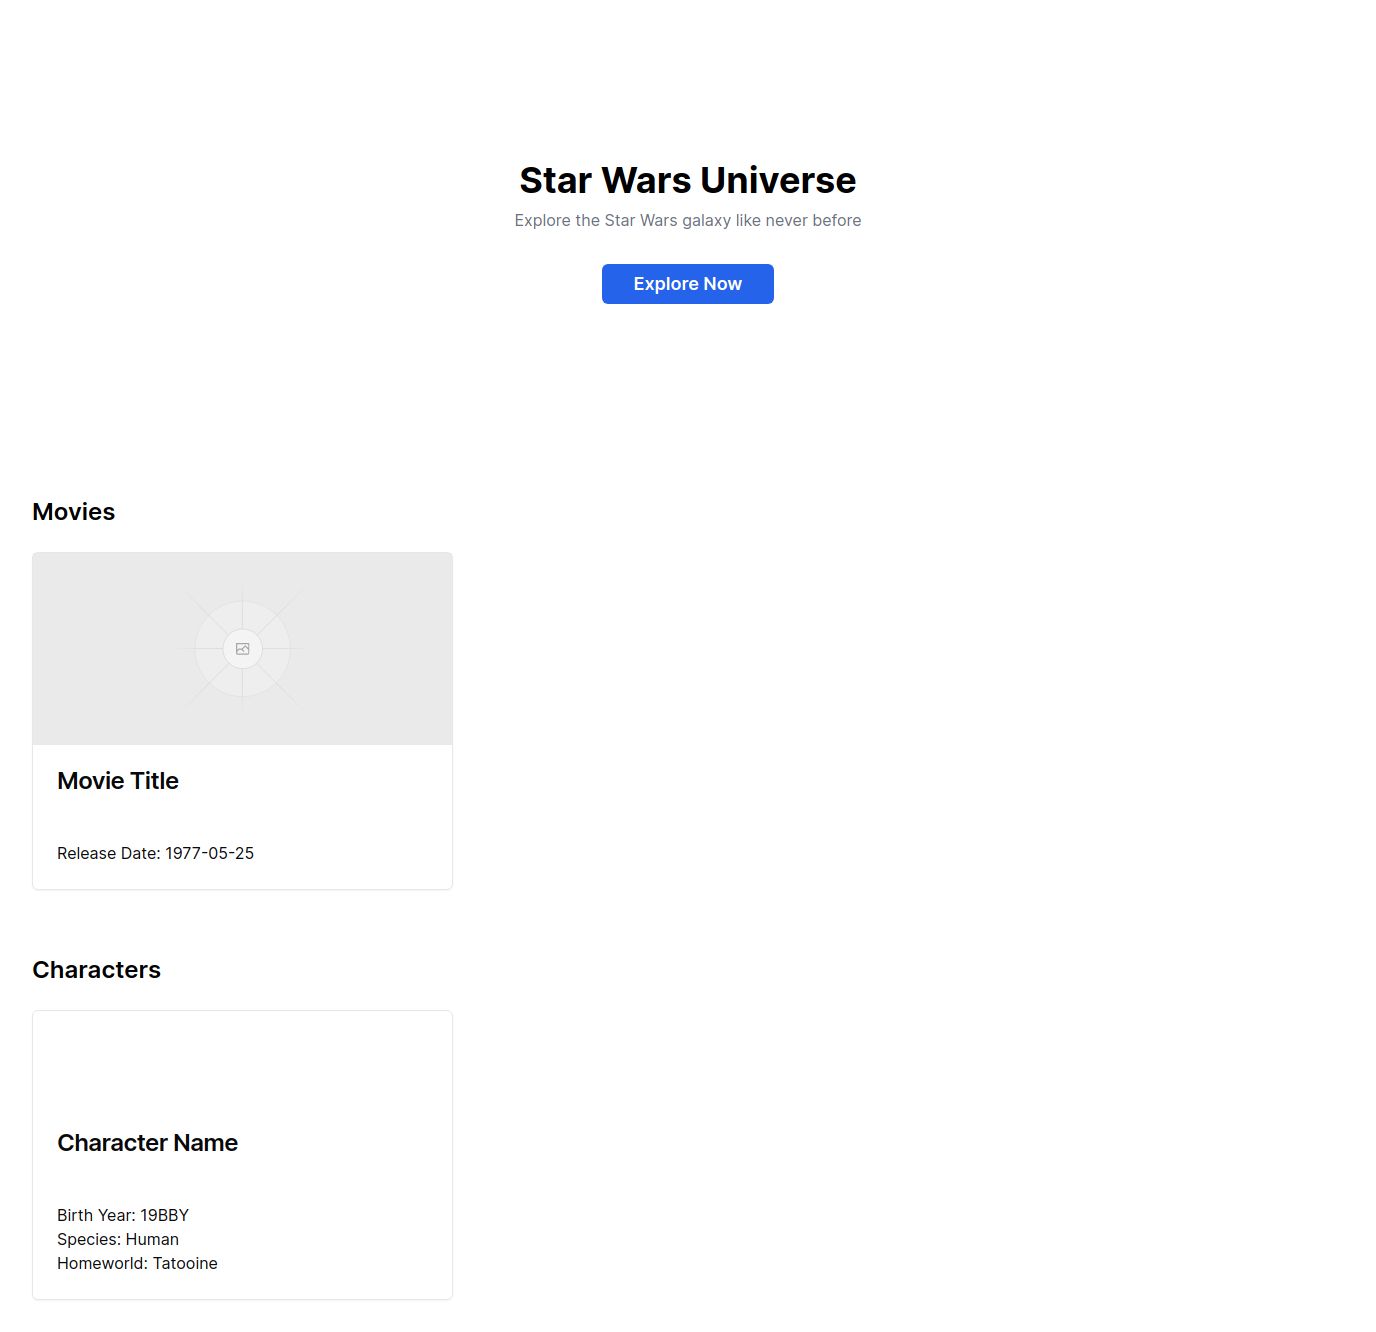 Star Wars Universe
Explore the Star Wars galaxy like never before
Explore Now
Movies
Movie Title
Release Date: 1977-05-25
Characters
Character Name
Birth Year: 19BBY
Species: Human
Homeworld: Tatooine